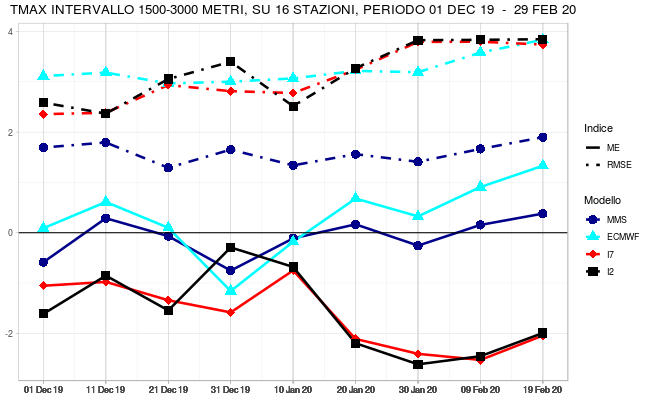 TMAX INTERVALLO 1500-3000 METRI, SU 16 STAZIONI, PERIODO 01 DEC 19 - 29 FEB 20
4
2
0
-2
01 Dec 19 11 Dec 19 21 Dec 19 31 Dec 19 10 Jan 20 20 Jan 20 30 Jan 20 09 Feb 20 19 Feb 20
Indice
ME
RMSE
Modello
MMS
ECMWF
I7
I2